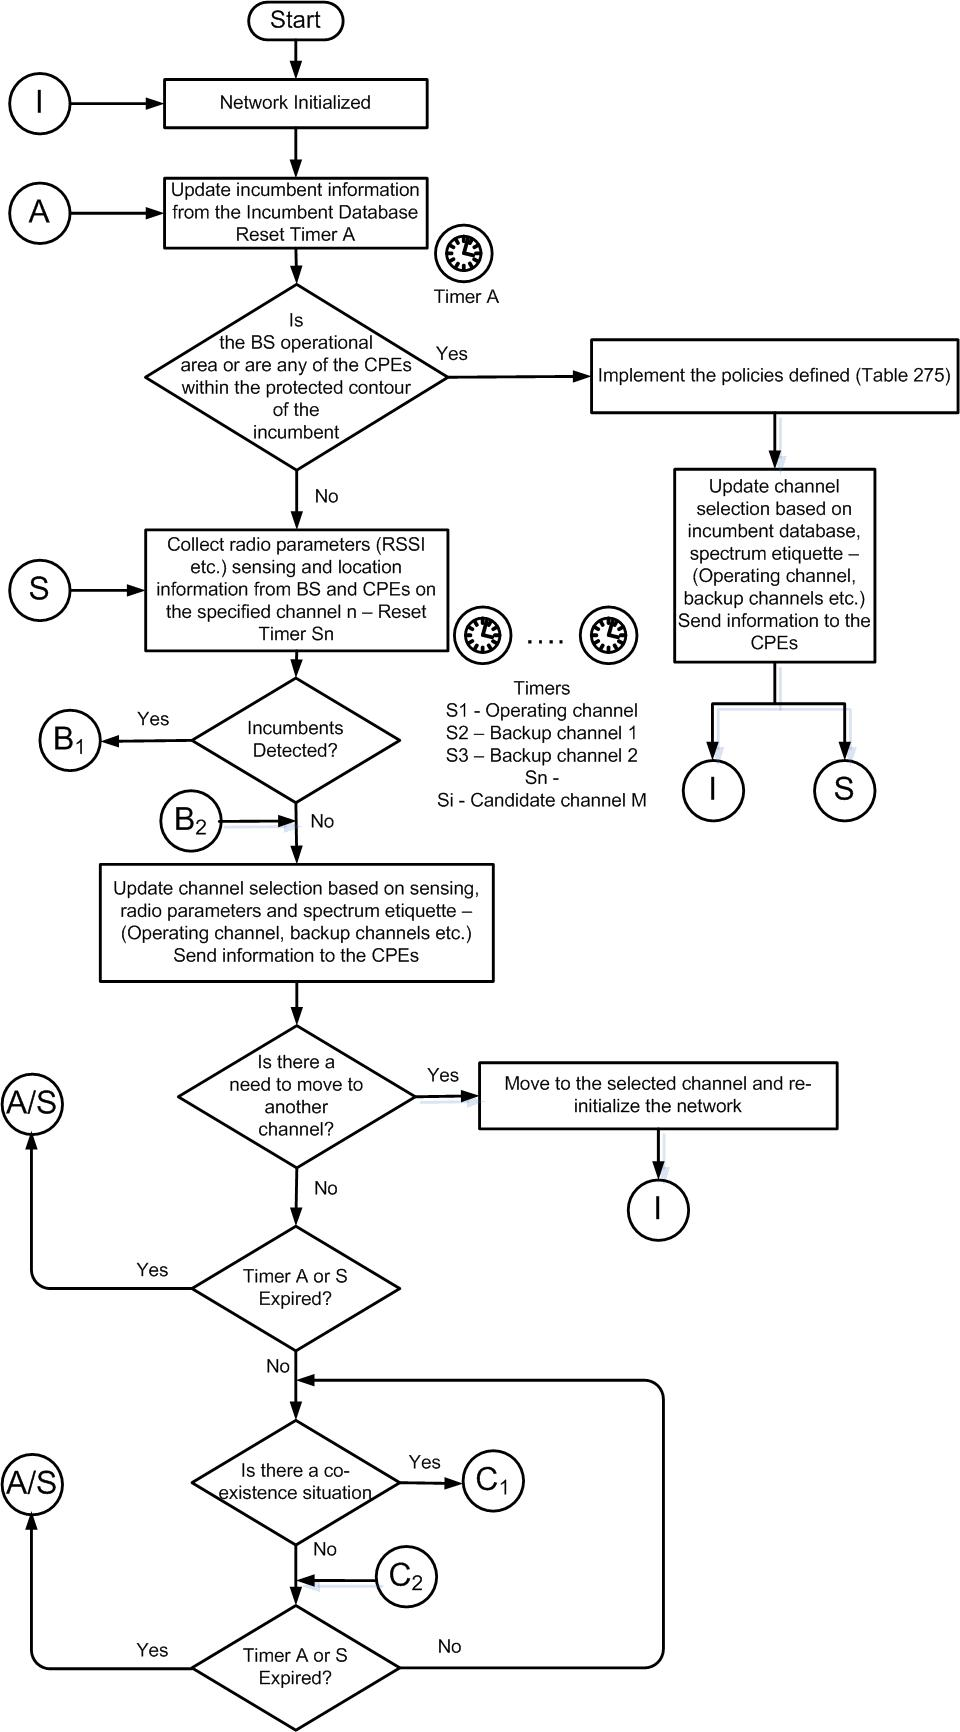 Start
I
Network Initialized
A
Update incumbent information
from the Incumbent Database
Reset Timer A
Timer A
Is
the BS operational
area or are any of the CPEs
within the protected contour
of the
incumbent
Yes
Implement the policies defined (Table 275)
No
Update channel
selection based on
incumbent database,
spectrum etiquette –
(Operating channel,
backup channels etc.)
Send information to the
CPEs
S
Collect radio parameters (RSSI
etc.) sensing and location
information from BS and CPEs on
the specified channel n – Reset
Timer Sn
....
Timers
S1 - Operating channel
S2 – Backup channel 1
S3 – Backup channel 2
Sn -
Si - Candidate channel M
I
S
Incumbents
Detected?
Yes
B1
B2
No
Update channel selection based on sensing,
radio parameters and spectrum etiquette –
(Operating channel, backup channels etc.)
Send information to the CPEs
Is there a
need to move to
another
channel?
Yes
Move to the selected channel and re-
initialize the network
I
A/S
No
Timer A or S
Expired?
Yes
No
Is there a co-
existence situation
Yes
C1
A/S
No
C2
Timer A or S
Expired?
Yes
No